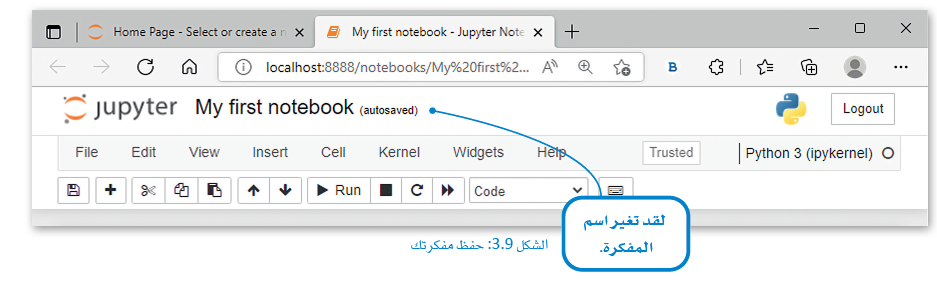 Home Page - Select or create a n
My first notebook - Jupyter Note
localhost:8888/notebooks/My%20first%2...
B
jupyter My first notebook (autosaved)
Logout
File Edit View Insert Cell Kernel Widgets Help Trusted Python 3 (ipykernel)
Run Code
لقد تغير اسم
المفكرة.
الشكل 3.9: حفظ مفكرتك